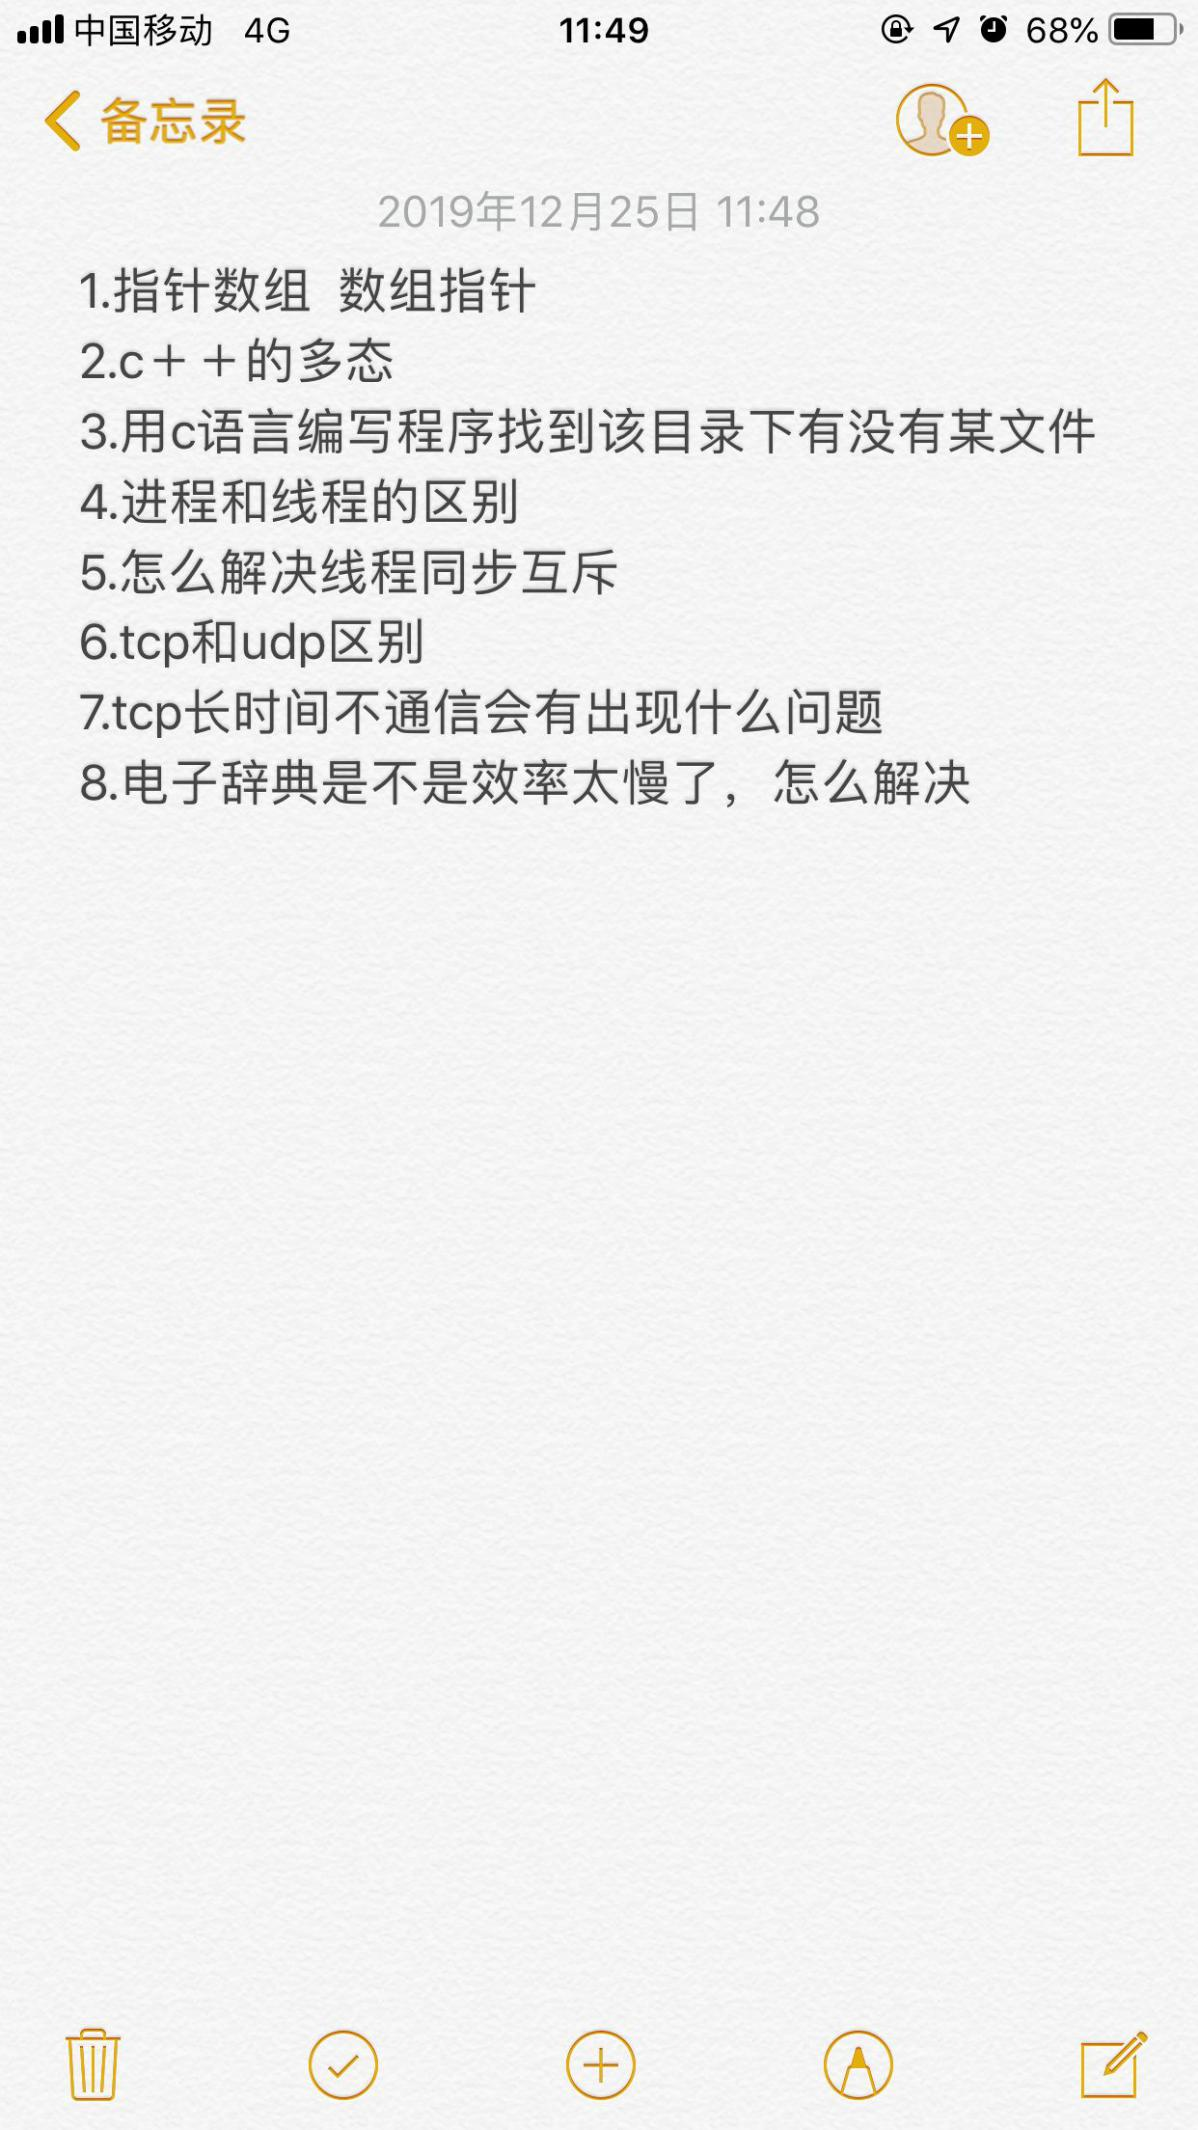 中国移动 4G 11:49 68%
备忘录
2019年12月25日 11:48
1.指针数组 数组指针
2.c＋＋的多态
3.用c语言编写程序找到该目录下有没有某文件
4.进程和线程的区别
5.怎么解决线程同步互斥
6.tcp和udp区别
7.tcp长时间不通信会有出现什么问题
8.电子辞典是不是效率太慢了，怎么解决